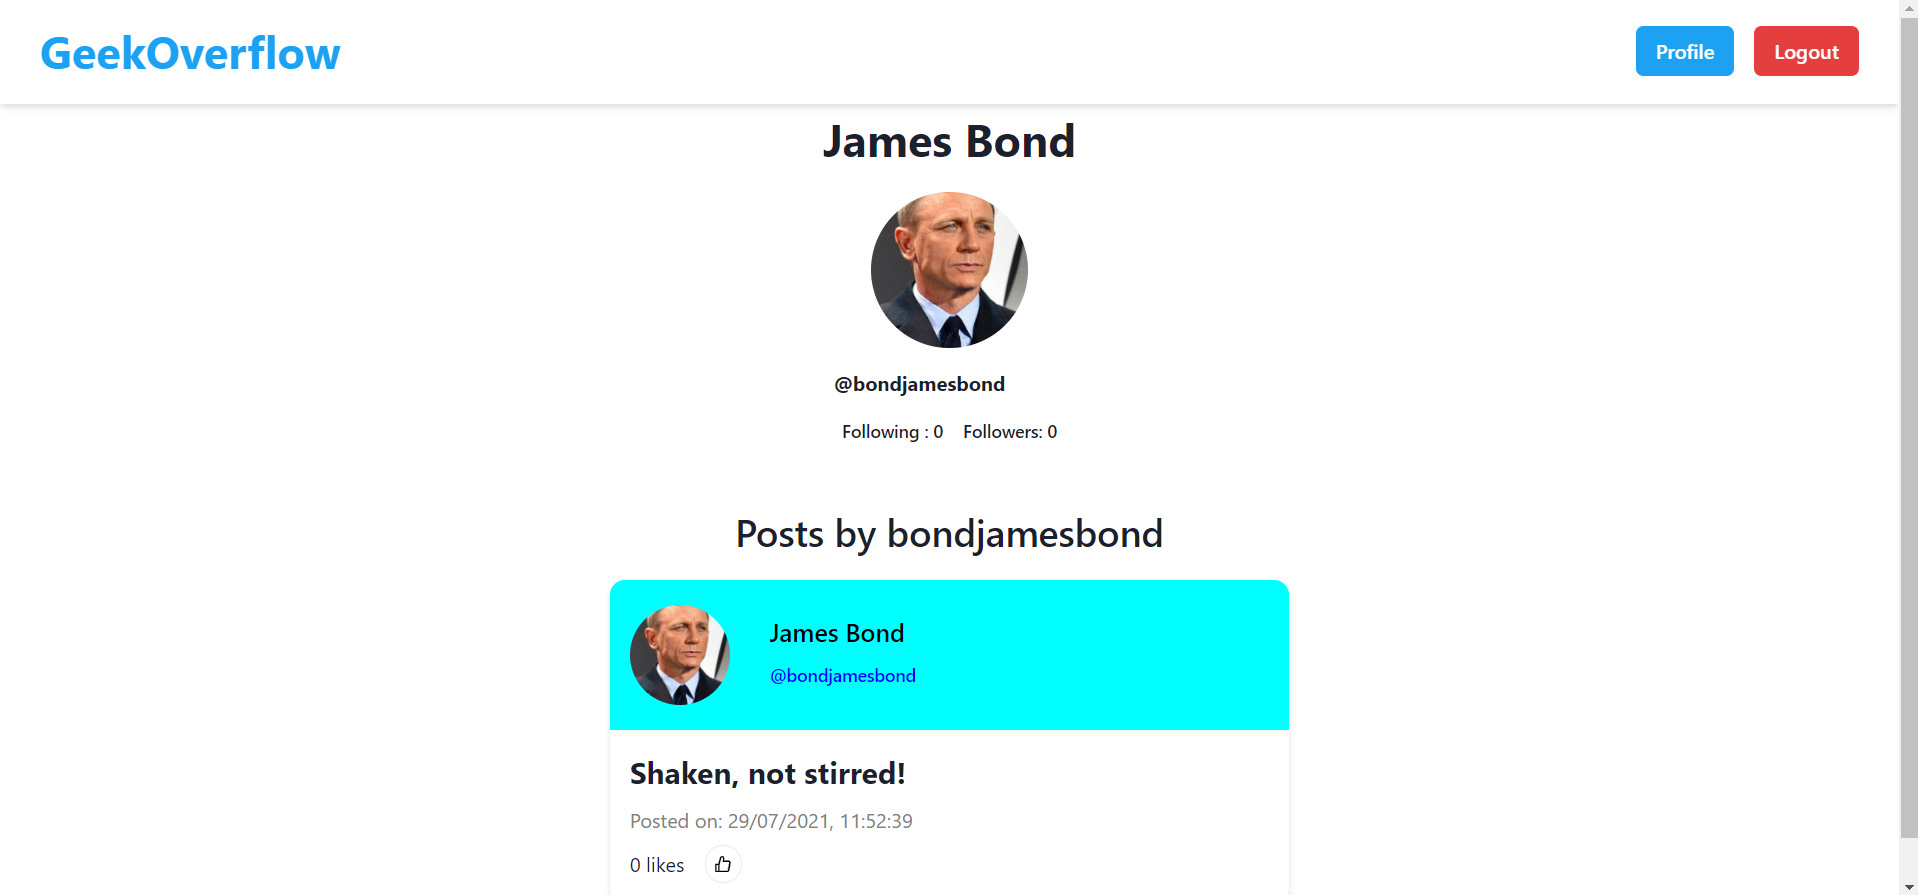 GeekOverflow
Profile
Logout
James Bond
@bondjamesbond
Following : 0
Followers: 0
Posts by bondjamesbond
James Bond
@bondjamesbond
Shaken, not stirred!
Posted on: 29/07/2021, 11:52:39
0 likes